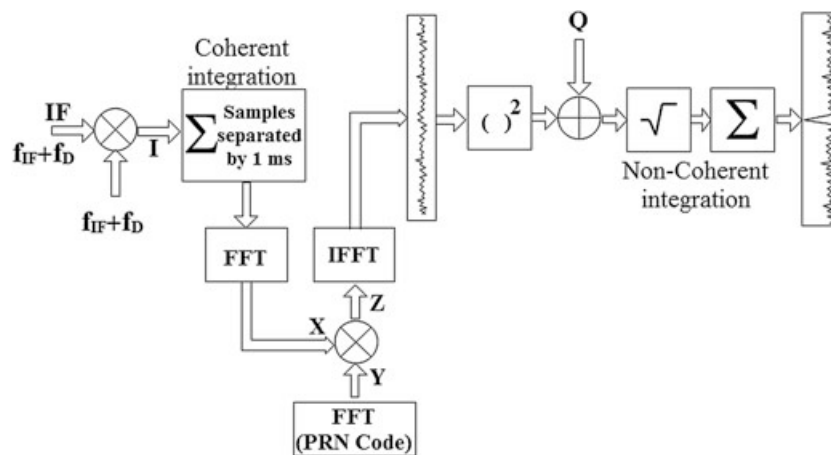 Coherent
integration
IF
f_IF+f_D
f_IF+f_D
I
∑ Samples
separated
by 1 ms
FFT
IFFT
X
Z
Y
FFT
(PRN Code)
( )²
Q
√
∑
Non-Coherent
integration